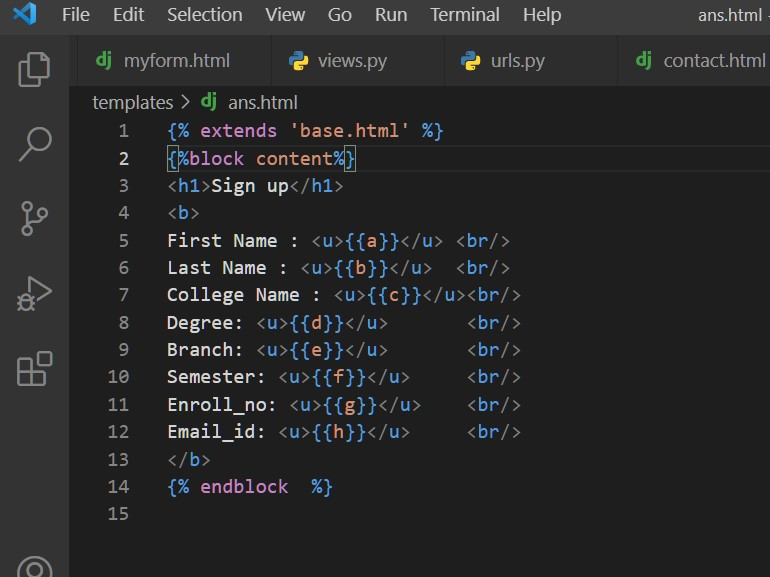 File Edit Selection View Go Run Terminal Help ans.html -
dj myform.html views.py urls.py dj contact.html
templates > dj ans.html
1 {% extends 'base.html' %}
2 {%block content%}
3 <h1>Sign up</h1>
4 <b>
5 First Name : <u>{{a}}</u> <br/>
6 Last Name : <u>{{b}}</u>  <br/>
7 College Name : <u>{{c}}</u><br/>
8 Degree: <u>{{d}}</u>       <br/>
9 Branch: <u>{{e}}</u>       <br/>
10 Semester: <u>{{f}}</u>     <br/>
11 Enroll_no: <u>{{g}}</u>    <br/>
12 Email_id: <u>{{h}}</u>     <br/>
13 </b>
14 {% endblock  %}
15